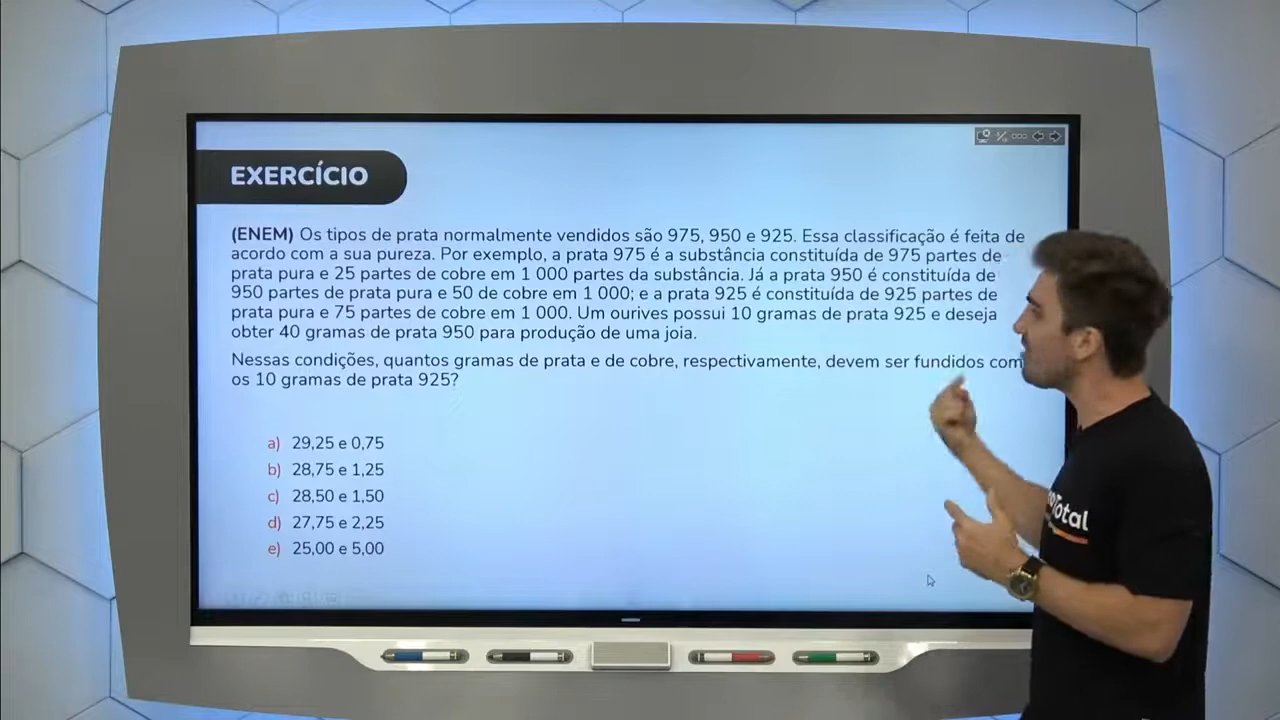 EXERCÍCIO
(ENEM) Os tipos de prata normalmente vendidos são 975, 950 e 925. Essa classificação é feita de
acordo com a sua pureza. Por exemplo, a prata 975 é a substância constituída de 975 partes de
prata pura e 25 partes de cobre em 1 000 partes da substância. Já a prata 950 é constituída de
950 partes de prata pura e 50 de cobre em 1 000; e a prata 925 é constituída de 925 partes de
prata pura e 75 partes de cobre em 1 000. Um ourives possui 10 gramas de prata 925 e deseja
obter 40 gramas de prata 950 para produção de uma joia.
Nessas condições, quantos gramas de prata e de cobre, respectivamente, devem ser fundidos com
os 10 gramas de prata 925?
a) 29,25 e 0,75
b) 28,75 e 1,25
c) 28,50 e 1,50
d) 27,75 e 2,25
e) 25,00 e 5,00
Total